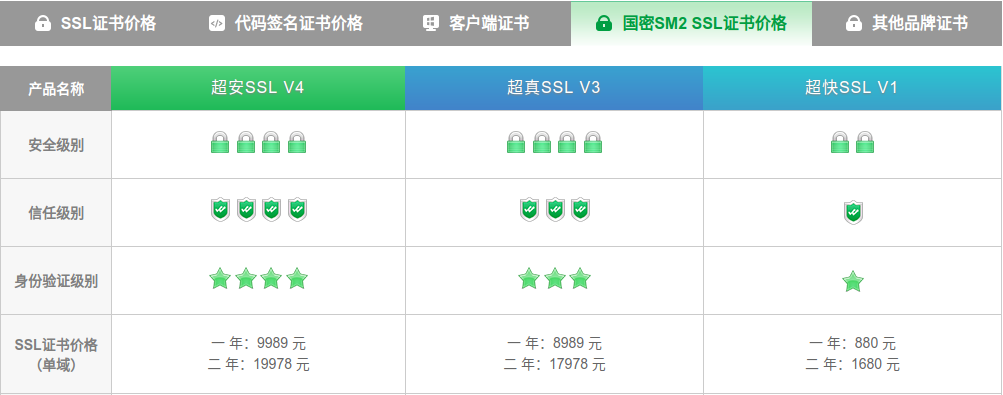 SSL证书价格 代码签名证书价格 客户端证书 国密SM2 SSL证书价格 其他品牌证书
产品名称 超安SSL V4 超真SSL V3 超快SSL V1
安全级别
信任级别
身份验证级别
SSL证书价格
（单域）
一 年：9989 元 一 年：8989 元 一 年：880 元
二 年：19978 元 二 年：17978 元 二 年：1680 元